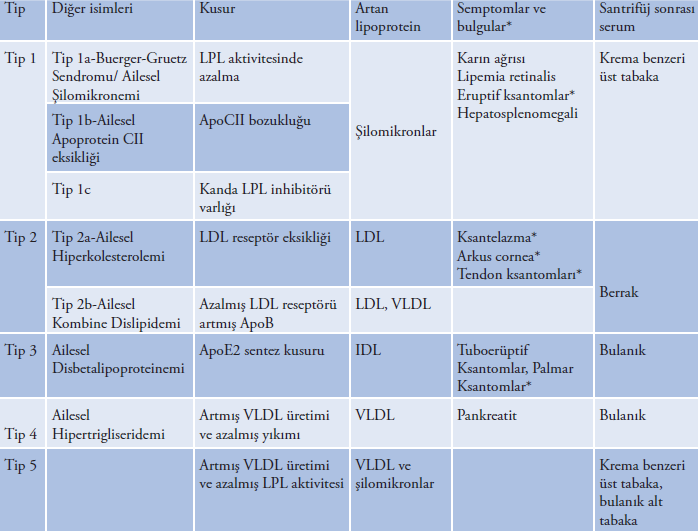 Tip
Diğer isimleri
Kusur
Artan
lipoprotein
Semptomlar ve
bulgular*
Santrifüj sonrası
serum
Tip 1
Tip 1a-Buerger-Gruetz
Sendromu/ Ailesel
Şilomikronemi
LPL aktivitesinde
azalma
Şilomikronlar
Karın ağrısı
Lipemia retinalis
Eruptif ksantomlar*
Hepatosplenomegali
Krema benzeri
üst tabaka
Tip 1b-Ailesel
Apoprotein CII
eksikliği
ApoCII bozukluğu
Tip 1c
Kanda LPL inhibitörü
varlığı
Tip 2
Tip 2a-Ailesel
Hiperkolesterolemi
LDL reseptör eksikliği
LDL
Ksantelazma*
Arkus cornea*
Tendon ksantomları*
Berrak
Tip 2b-Ailesel
Kombine Dislipidemi
Azalmış LDL reseptörü
artmış ApoB
LDL, VLDL
Tip 3
Ailesel
Disbetalipoproteinemi
ApoE2 sentez kusuru
IDL
Tuboerüptif
Ksantomlar, Palmar
Ksantomlar*
Bulanık
Tip 4
Ailesel
Hipertrigliseridemi
Artmış VLDL üretimi
ve azalmış yıkımı
VLDL
Pankreatit
Bulanık
Tip 5
Artmış VLDL üretimi
ve azalmış LPL aktivitesi
VLDL ve
şilomikronlar
Krema benzeri
üst tabaka,
bulanık alt
tabaka